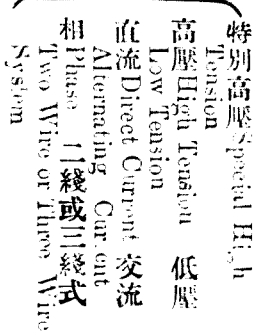 特別高壓 Special High
Tension
高壓 High Tension 低壓
Low Tension
直流 Direct Current 交流
Alternating Current
相 Phase 二綫或三綫式
Two Wire or Three Wire
System